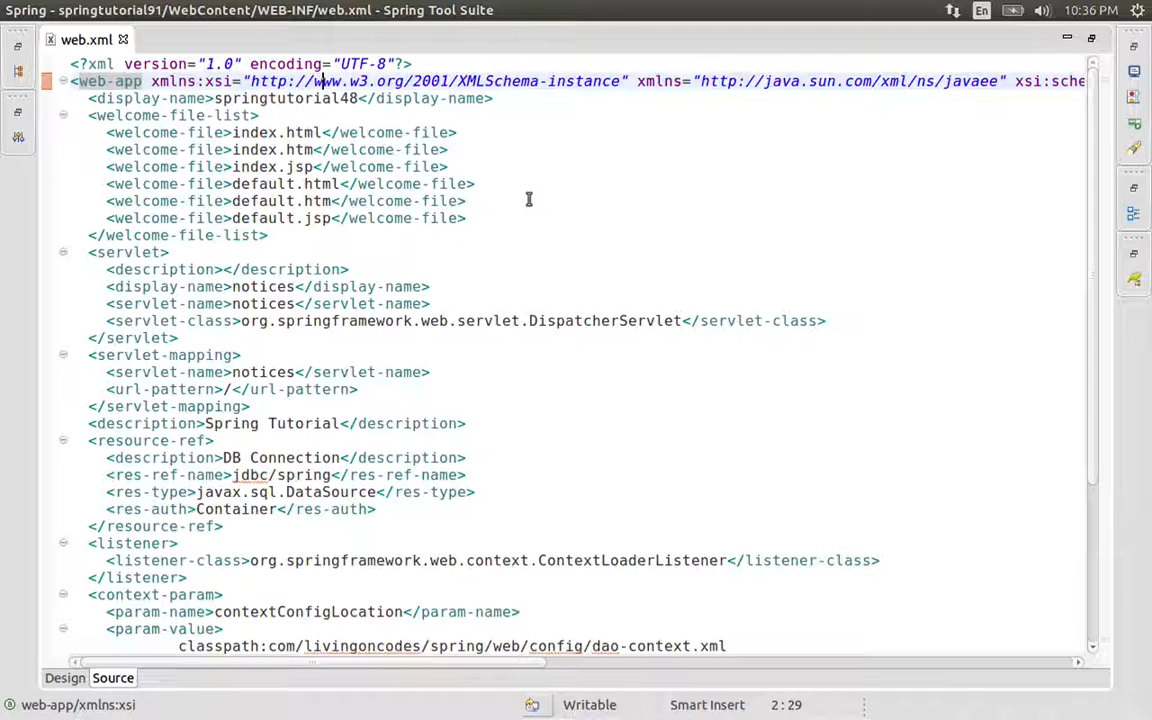 Spring - springtutorial91/WebContent/WEB-INF/web.xml - Spring Tool Suite
En
10:36 PM
web.xml
<?xml version="1.0" encoding="UTF-8"?>
<web-app xmlns:xsi="http://www.w3.org/2001/XMLSchema-instance" xmlns="http://java.sun.com/xml/ns/javaee" xsi:sche
<display-name>springtutorial48</display-name>
<welcome-file-list>
<welcome-file>index.html</welcome-file>
<welcome-file>index.htm</welcome-file>
<welcome-file>index.jsp</welcome-file>
<welcome-file>default.html</welcome-file>
<welcome-file>default.htm</welcome-file>
<welcome-file>default.jsp</welcome-file>
</welcome-file-list>
<servlet>
<description></description>
<display-name>notices</display-name>
<servlet-name>notices</servlet-name>
<servlet-class>org.springframework.web.servlet.DispatcherServlet</servlet-class>
</servlet>
<servlet-mapping>
<servlet-name>notices</servlet-name>
<url-pattern>/</url-pattern>
</servlet-mapping>
<description>Spring Tutorial</description>
<resource-ref>
<description>DB Connection</description>
<res-ref-name>jdbc/spring</res-ref-name>
<res-type>javax.sql.DataSource</res-type>
<res-auth>Container</res-auth>
</resource-ref>
<listener>
<listener-class>org.springframework.web.context.ContextLoaderListener</listener-class>
</listener>
<context-param>
<param-name>contextConfigLocation</param-name>
<param-value>
classpath:com/livingoncodes/spring/web/config/dao-context.xml
Design Source
web-app/xmlns:xsi
Writable
Smart Insert
2 : 29